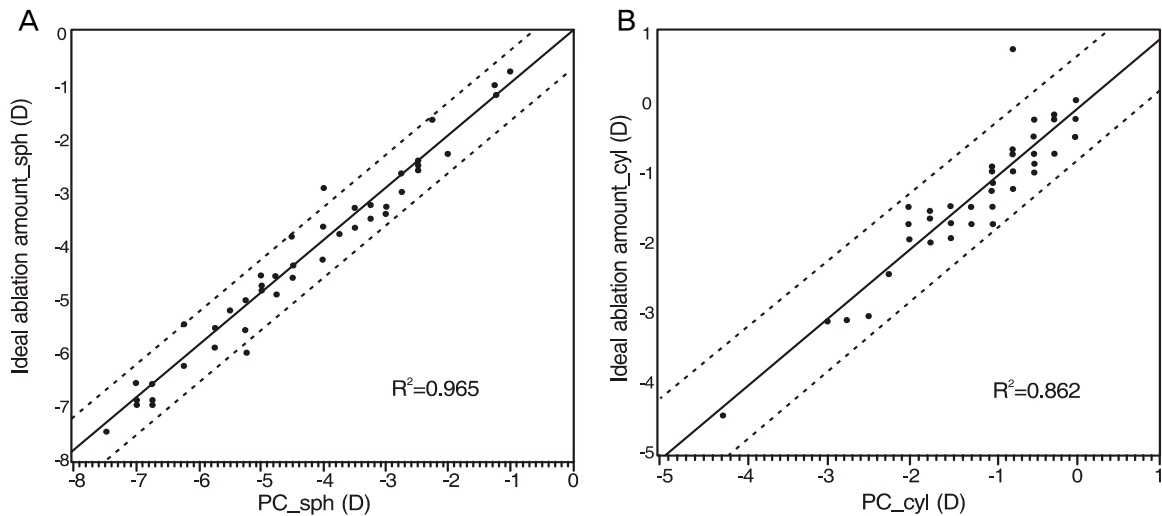 A
B
Ideal ablation amount_sph (D)
0
-1
-2
-3
-4
-5
-6
-7
-8
R²=0.965
-8 -7 -6 -5 -4 -3 -2 -1 0
PC_sph (D)
Ideal ablation amount_cyl (D)
1
0
-1
-2
-3
-4
-5
R²=0.862
-5 -4 -3 -2 -1 0 1
PC_cyl (D)